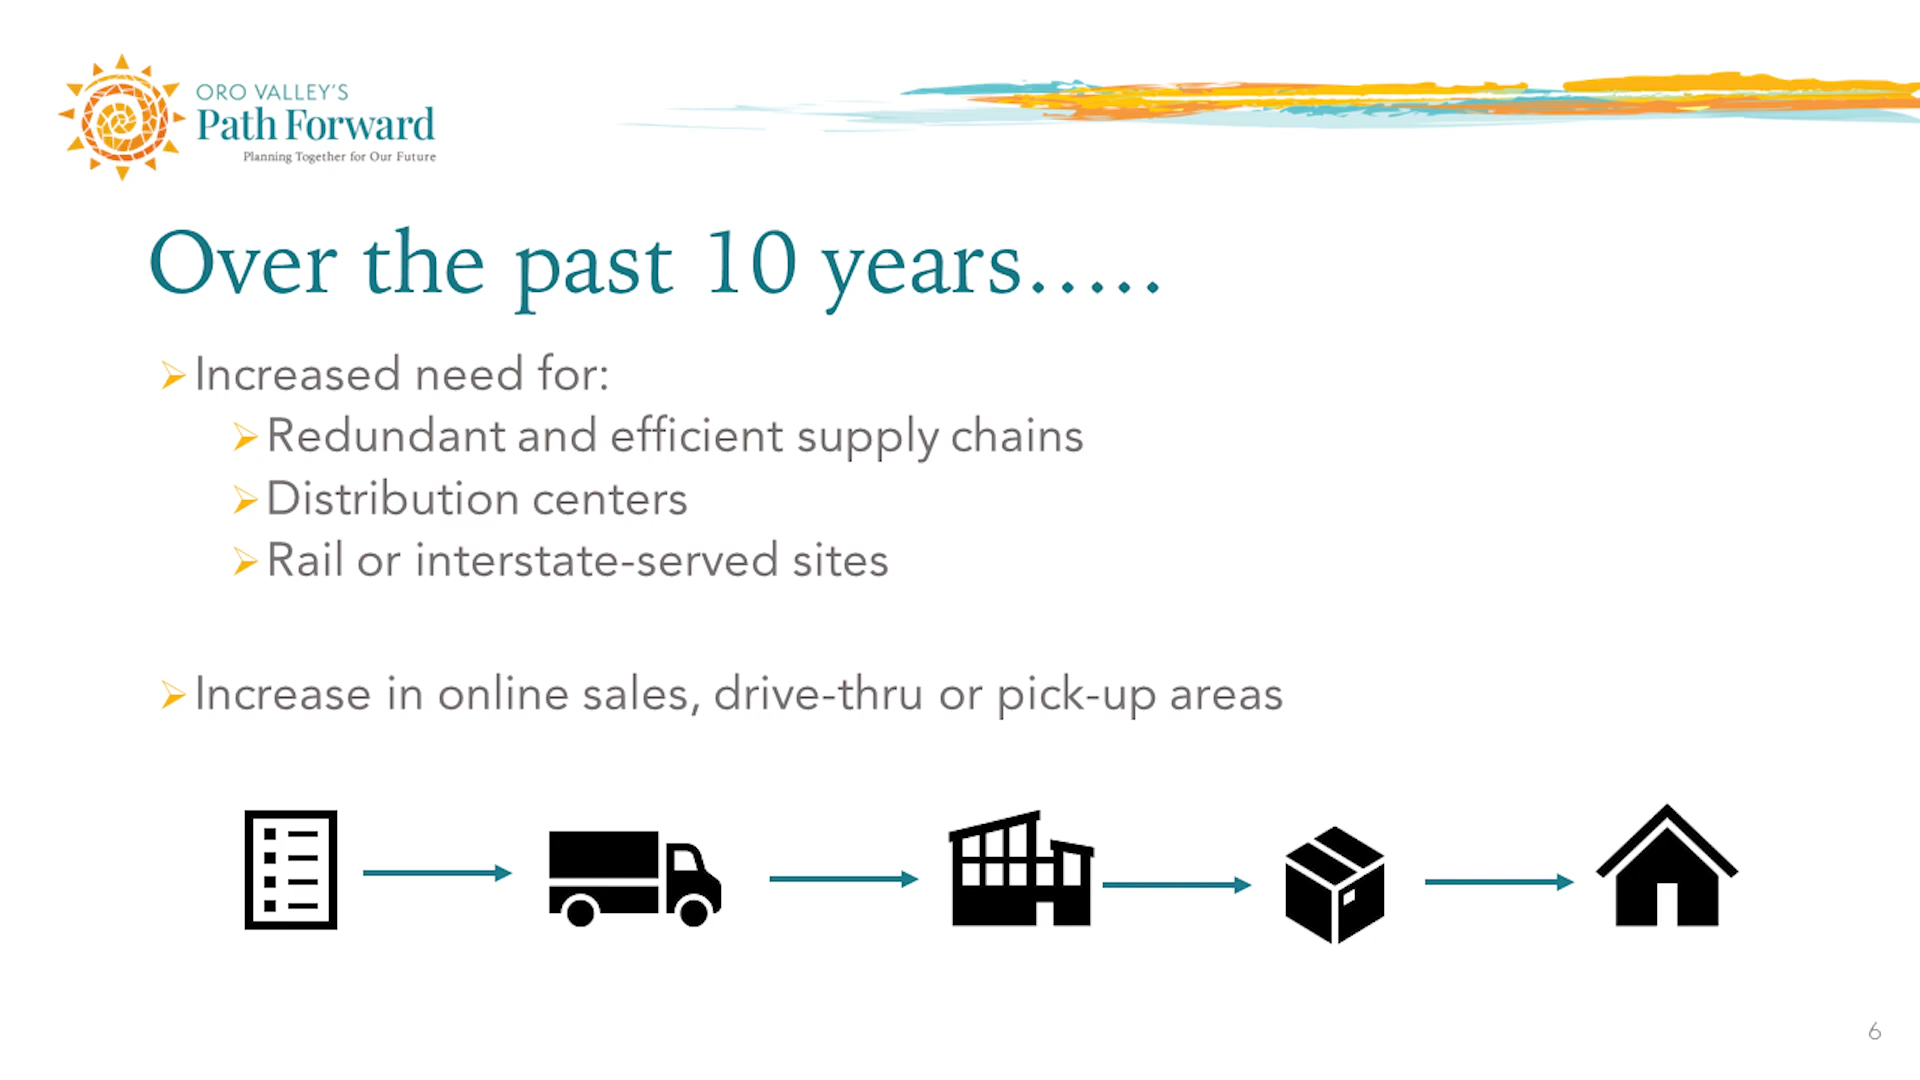 ORO VALLEY'S
Path Forward
Planning Together for Our Future
Over the past 10 years.....
Increased need for:
Redundant and efficient supply chains
Distribution centers
Rail or interstate-served sites
Increase in online sales, drive-thru or pick-up areas
6